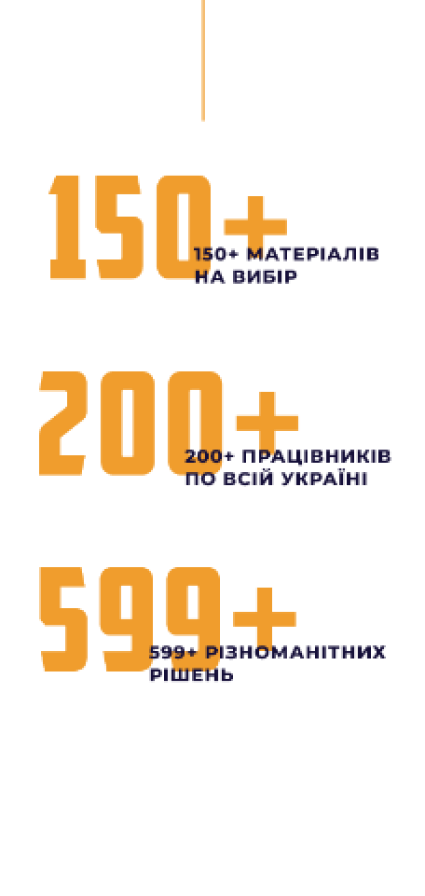 150+
150+ МАТЕРІАЛІВ
НА ВИБІР
200+
200+ ПРАЦІВНИКІВ
ПО ВСІЙ УКРАЇНІ
599+
599+ РІЗНОМАНІТНИХ
РІШЕНЬ